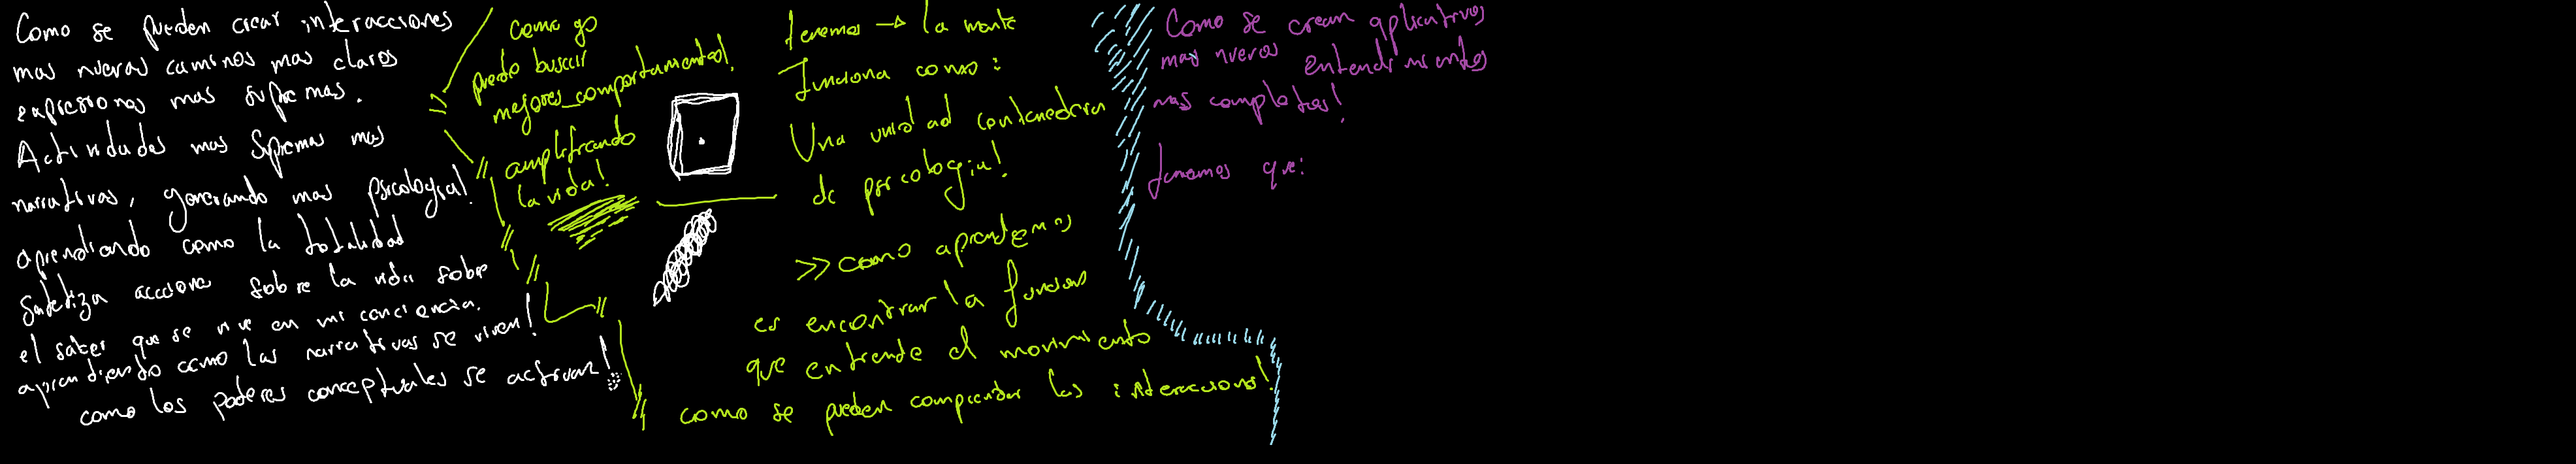 Como se pueden crear interacciones
mas nuevas caminos mas claros
expresiones mas supremas.
Actividades mas Supremas mas
narrativas, generando mas psicologia!
aprendiendo como la totalidad
sintetiza acciona sobre la vida sobre
el saber que se vive en mi conciencia.
aprendiendo como las narrativas se viven!
como los poderes conceptuales se activan!
como yo
puedo buscar
mejores_comportamental!
amplificando
la vida!
tenemos → la mente
funciona como:
Una unidad contenedora
de psicologia!
>> como aprendemos
es encontrar la funcion
que entiende el movimiento
como se pueden comprender las interacciones!
Como se crean aplicativos
mas nuevos entendimientos
mas completos!
tenemos que: